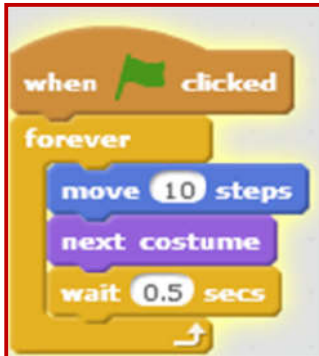 when clicked
forever
move 10 steps
next costume
wait 0.5 secs